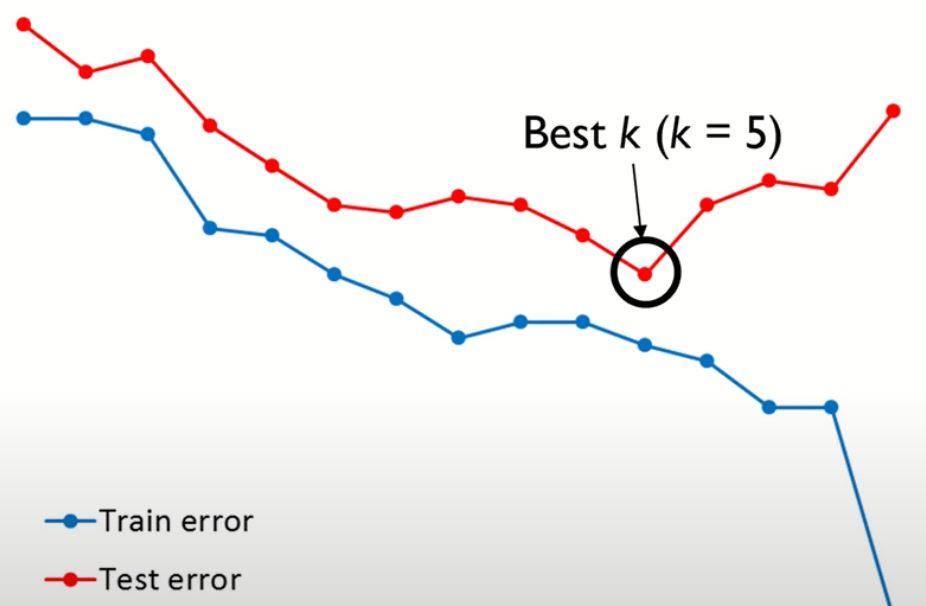 Best k (k = 5)
Train error
Test error